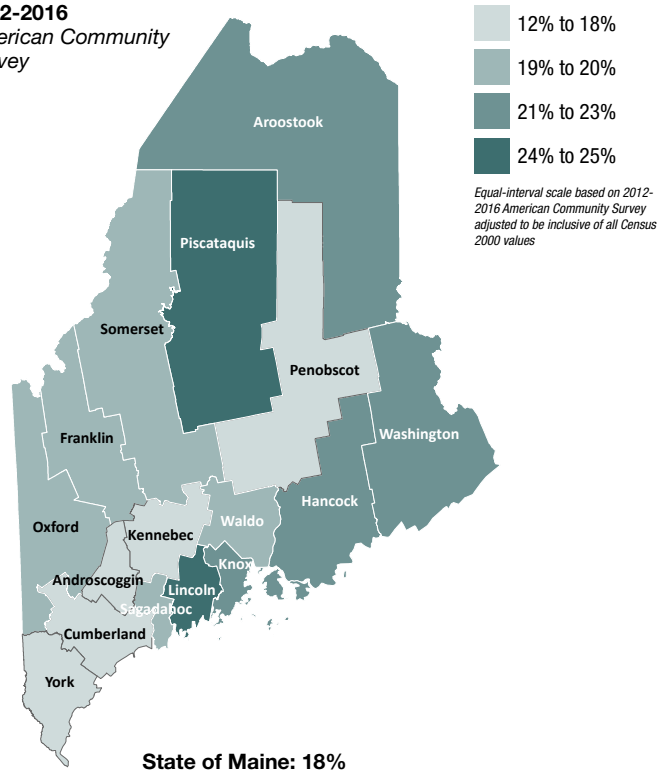 2-2016
erican Community
vey
12% to 18%
19% to 20%
21% to 23%
24% to 25%
Equal-interval scale based on 2012-
2016 American Community Survey
adjusted to be inclusive of all Census
2000 values
Aroostook
Piscataquis
Somerset
Penobscot
Franklin
Washington
Hancock
Oxford
Waldo
Kennebec
Knox
Androscoggin
Lincoln
Sagadahoc
Cumberland
York
State of Maine: 18%